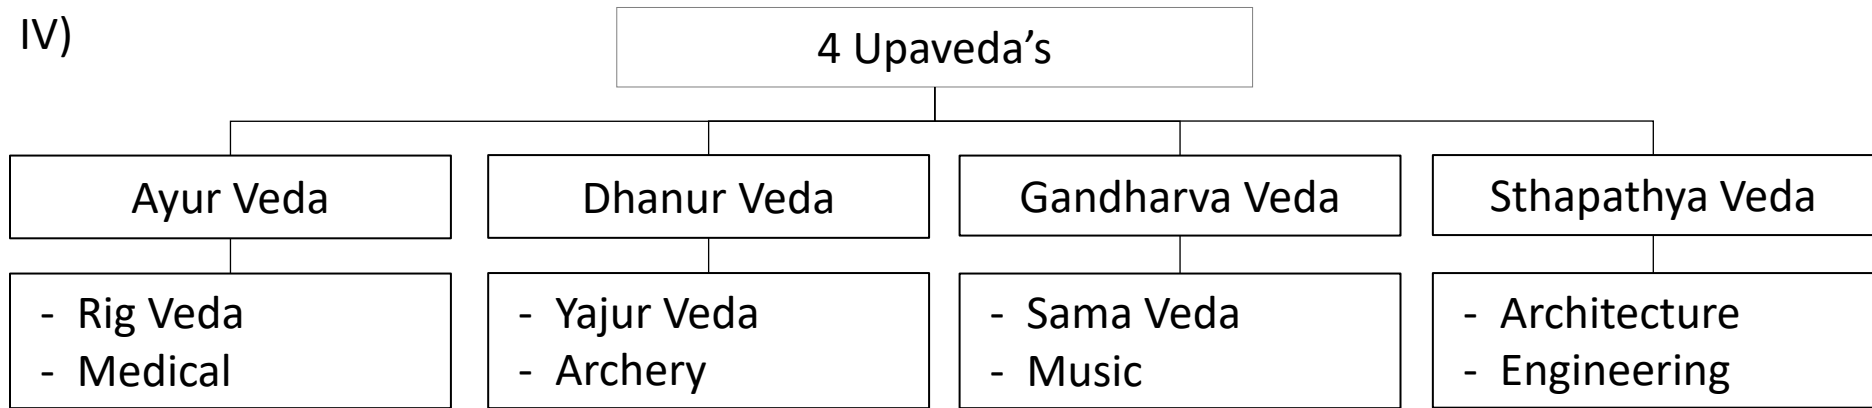 IV)
4 Upaveda’s
Ayur Veda
Dhanur Veda
Gandharva Veda
Sthapathya Veda
- Rig Veda
- Medical
- Yajur Veda
- Archery
- Sama Veda
- Music
- Architecture
- Engineering